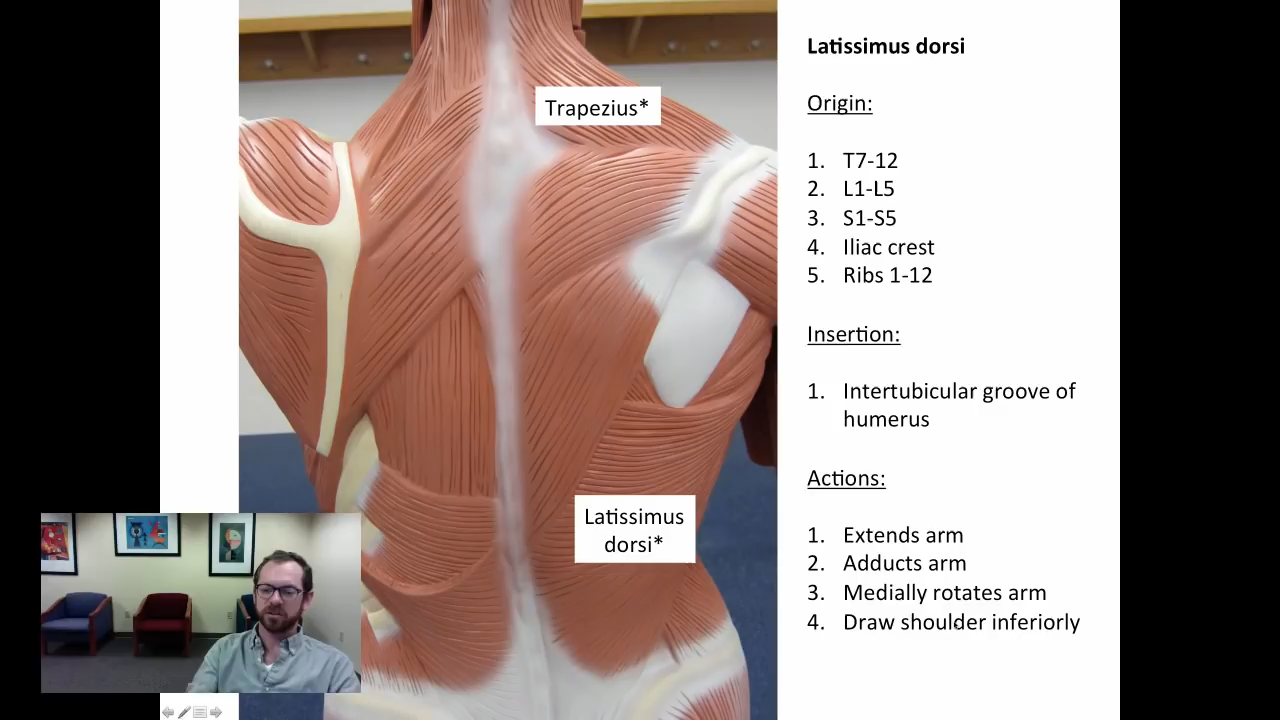 Trapezius*
Latissimus
dorsi*
Latissimus dorsi
Origin:
1. T7-12
2. L1-L5
3. S1-S5
4. Iliac crest
5. Ribs 1-12
Insertion:
1. Intertubicular groove of
humerus
Actions:
1. Extends arm
2. Adducts arm
3. Medially rotates arm
4. Draw shoulder inferiorly